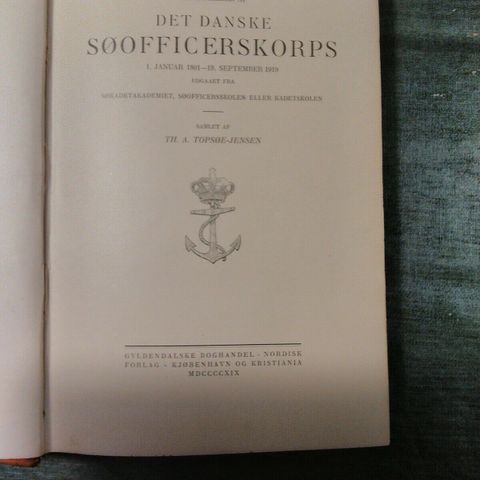 DET DANSKE
SØOFFICERSKORPS
1. JANUAR 1801—19. SEPTEMBER 1919
UDGAAET FRA
SØKADETAKADEMIET, SØOFFICERSSKOLEN ELLER KADETSKOLEN
SAMLET AF
TH. A. TOPSØE-JENSEN
GYLDENDALSKE BOGHANDEL - NORDISK
FORLAG - KJØBENHAVN OG KRISTIANIA
MDCCCCXIX